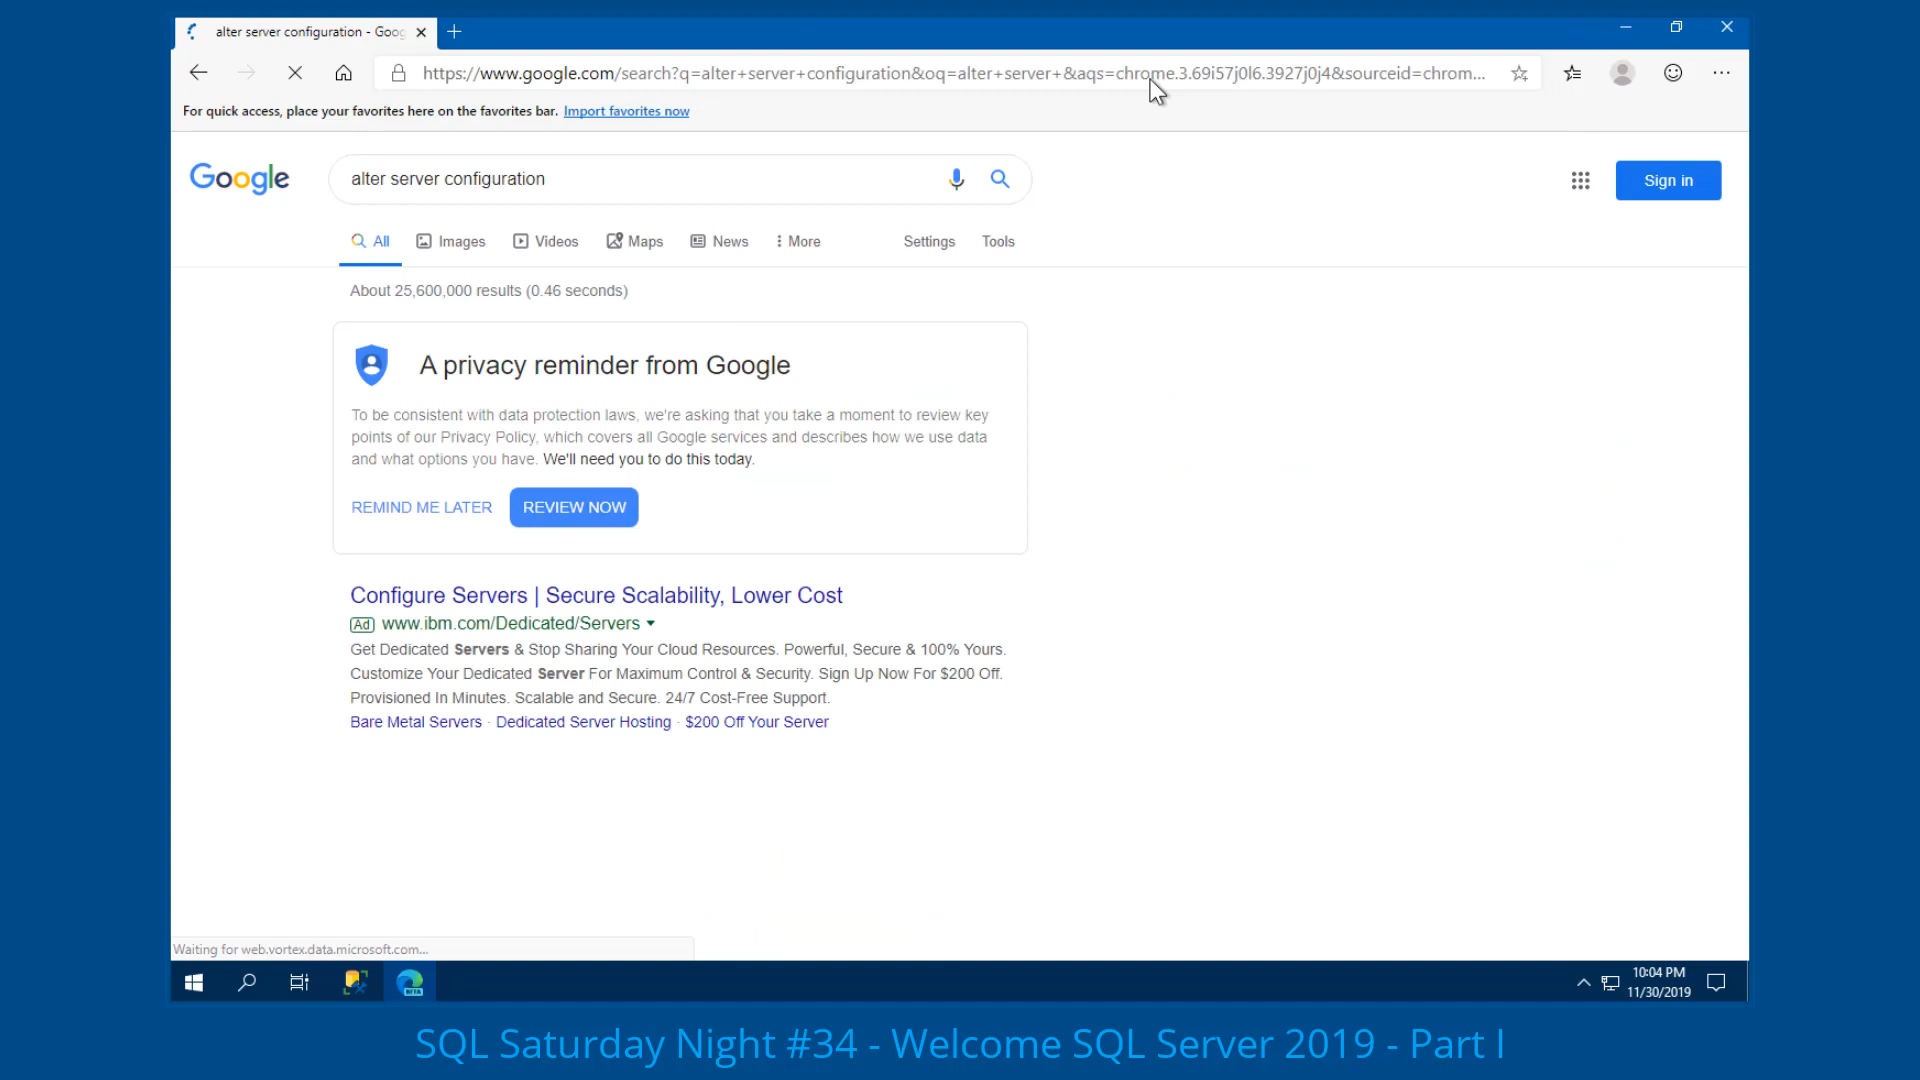 alter server configuration - Goog
https://www.google.com/search?q=alter+server+configuration&oq=alter+server+&aqs=chrome.3.69i57j0l6.3927j0j4&sourceid=chrom...
For quick access, place your favorites here on the favorites bar. Import favorites now
Google
alter server configuration
Sign in
All Images Videos Maps News More Settings Tools
About 25,600,000 results (0.46 seconds)
A privacy reminder from Google
To be consistent with data protection laws, we're asking that you take a moment to review key
points of our Privacy Policy, which covers all Google services and describes how we use data
and what options you have. We'll need you to do this today.
REMIND ME LATER REVIEW NOW
Configure Servers | Secure Scalability, Lower Cost
Ad www.ibm.com/Dedicated/Servers
Get Dedicated Servers & Stop Sharing Your Cloud Resources. Powerful, Secure & 100% Yours.
Customize Your Dedicated Server For Maximum Control & Security. Sign Up Now For $200 Off.
Provisioned In Minutes. Scalable and Secure. 24/7 Cost-Free Support.
Bare Metal Servers · Dedicated Server Hosting · $200 Off Your Server
Waiting for web.vortex.data.microsoft.com...
BETA
10:04 PM
11/30/2019
SQL Saturday Night #34 - Welcome SQL Server 2019 - Part I